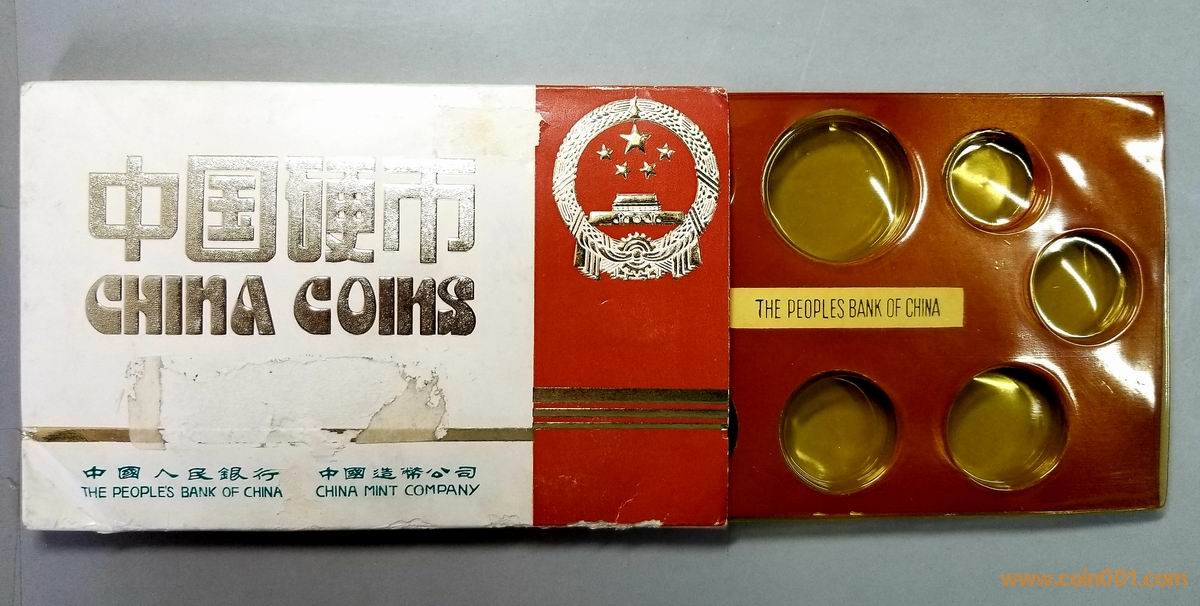 中国硬币
CHINA COINS
中國人民銀行
THE PEOPLE'S BANK OF CHINA
中國造幣公司
CHINA MINT COMPANY
THE PEOPLES BANK OF CHINA
www.coin001.com